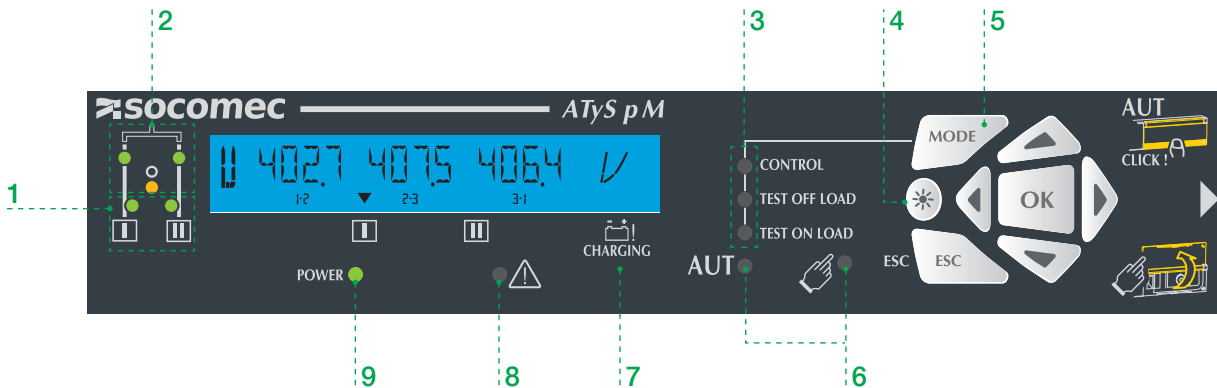 2 3 4 5
socomec ATyS p M
AUT
MODE
CLICK !
CONTROL
U 402.7 407.5 406.4 V
TEST OFF LOAD
OK
1
1-2 2-3 3-1
I II
I II
TEST ON LOAD
CHARGING
POWER
AUT
ESC ESC
9 8 7 6